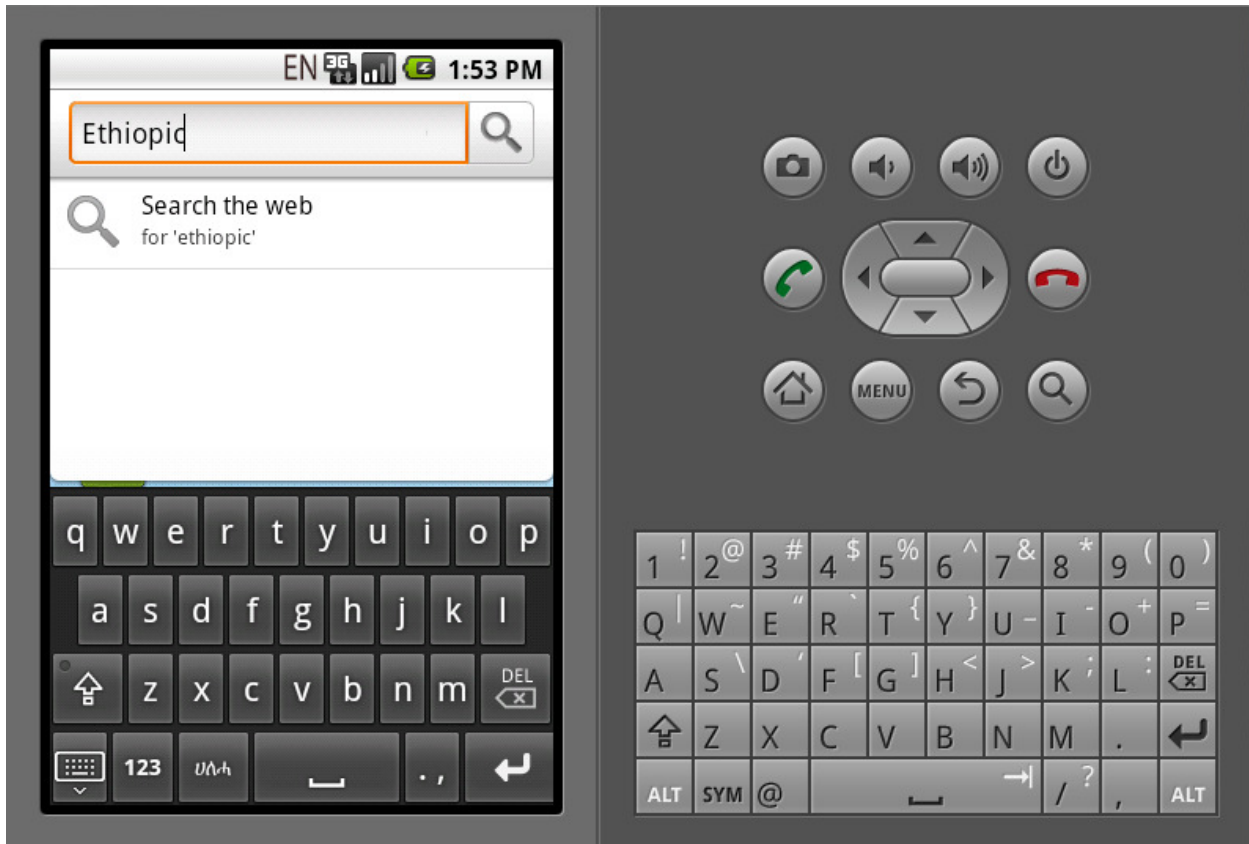 EN 3G 1:53 PM
Ethiopic
Search the web
for 'ethiopic'
q w e r t y u i o p
a s d f g h j k l
z x c v b n m DEL
123 ሀለሐ . ,
MENU
1 ! 2 @ 3 # 4 $ 5 % 6 ^ 7 & 8 * 9 ( 0 )
Q | W ~ E " R ` T { Y } U _ I - O + P =
A S \ D ' F [ G ] H < J > K ; L : DEL
Z X C V B N M .
ALT SYM @ / ? , ALT